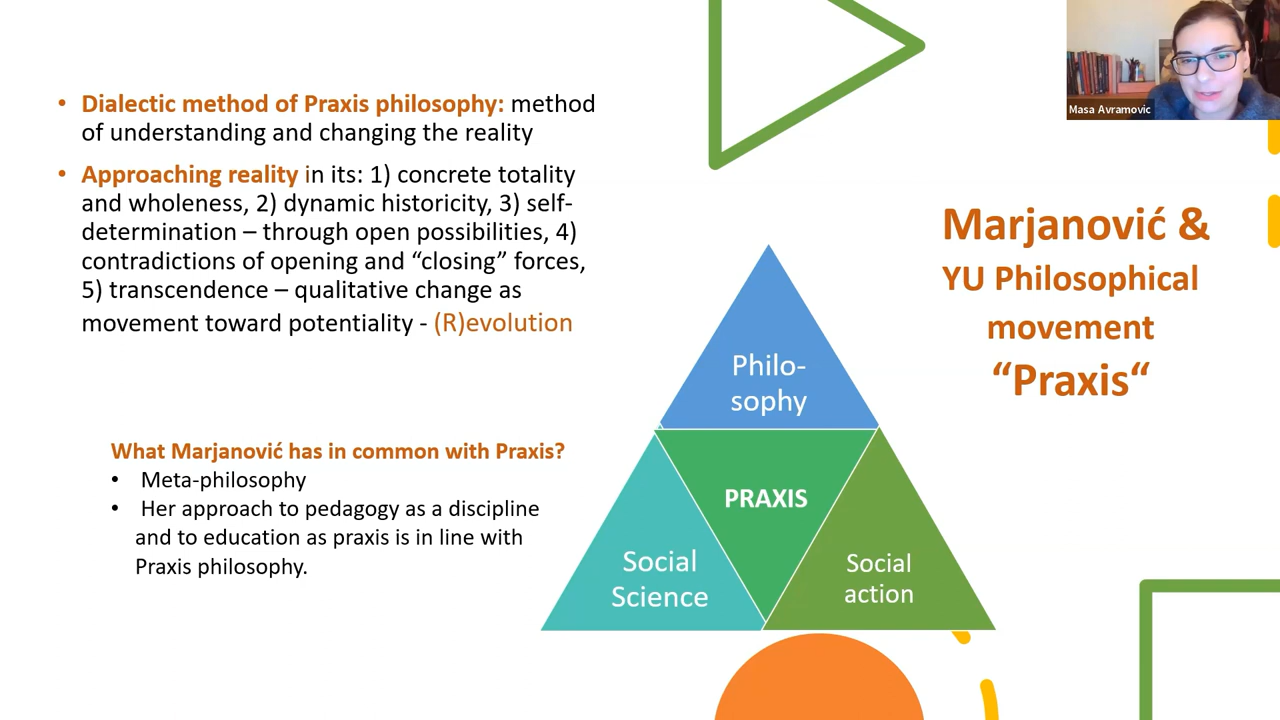 Masa Avramovic
• Dialectic method of Praxis philosophy: method
of understanding and changing the reality
• Approaching reality in its: 1) concrete totality
and wholeness, 2) dynamic historicity, 3) self-
determination – through open possibilities, 4)
contradictions of opening and “closing” forces,
5) transcendence – qualitative change as
movement toward potentiality - (R)evolution
What Marjanović has in common with Praxis?
• Meta-philosophy
• Her approach to pedagogy as a discipline
and to education as praxis is in line with
Praxis philosophy.
Philo-
sophy
PRAXIS
Social
Science
Social
action
Marjanović &
YU Philosophical
movement
“Praxis“